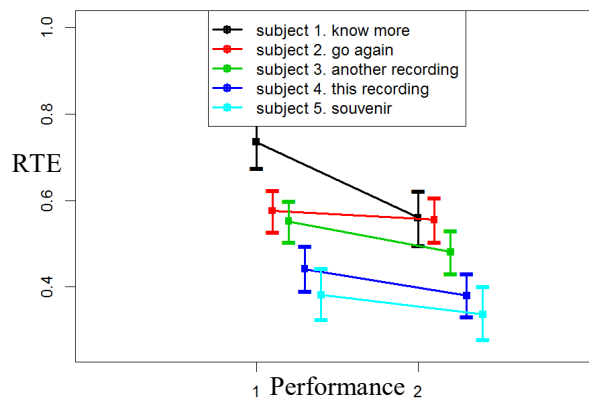 1.0
0.8
0.6
0.4
RTE
subject 1. know more
subject 2. go again
subject 3. another recording
subject 4. this recording
subject 5. souvenir
1 Performance 2